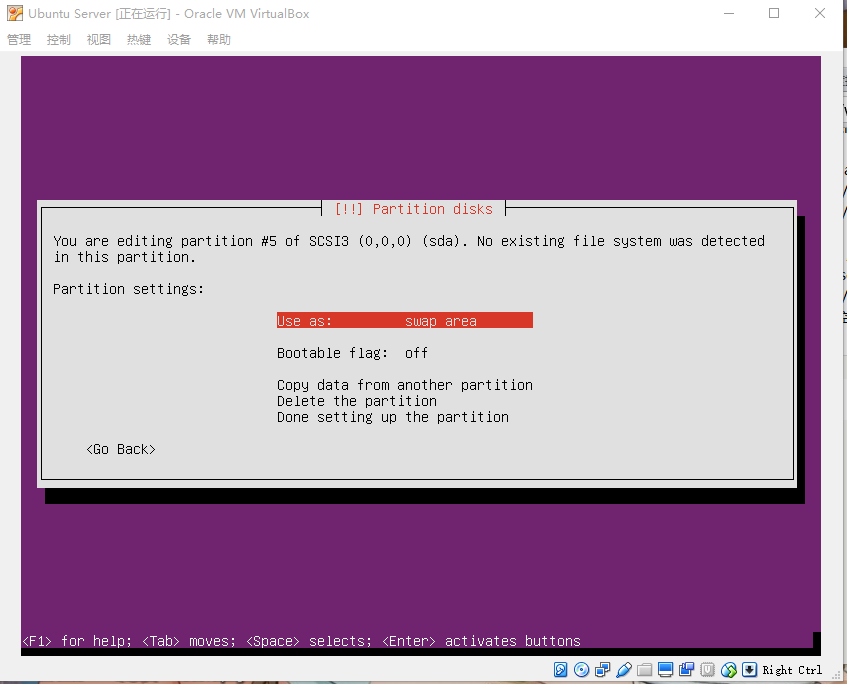 Ubuntu Server [正在运行] - Oracle VM VirtualBox
管理 控制 视图 热键 设备 帮助
[!!] Partition disks
You are editing partition #5 of SCSI3 (0,0,0) (sda). No existing file system was detected
in this partition.
Partition settings:
Use as: swap area
Bootable flag: off
Copy data from another partition
Delete the partition
Done setting up the partition
<Go Back>
<F1> for help; <Tab> moves; <Space> selects; <Enter> activates buttons
Right Ctrl